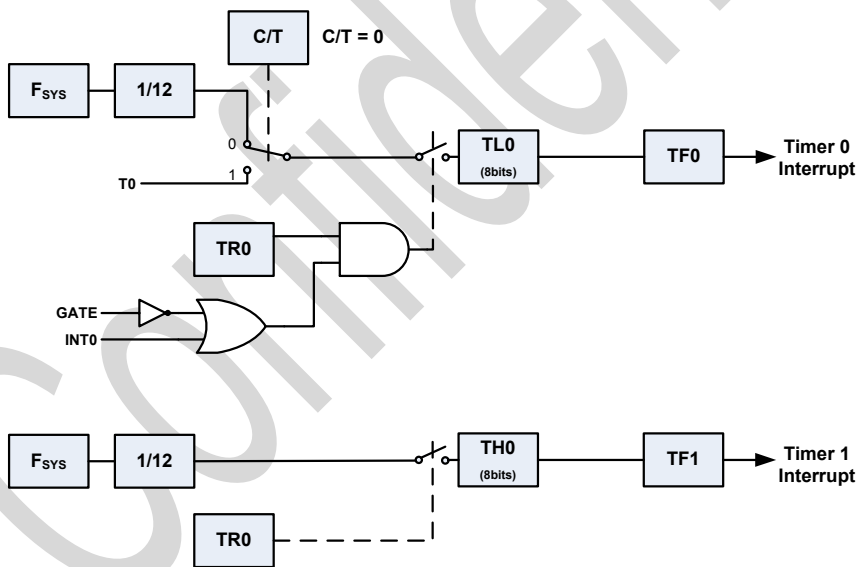 C/T
C/T = 0
FSYS
1/12
0
1
T0
TL0
(8bits)
TF0
Timer 0
Interrupt
TR0
GATE
INT0
FSYS
1/12
TH0
(8bits)
TF1
Timer 1
Interrupt
TR0
Confidential